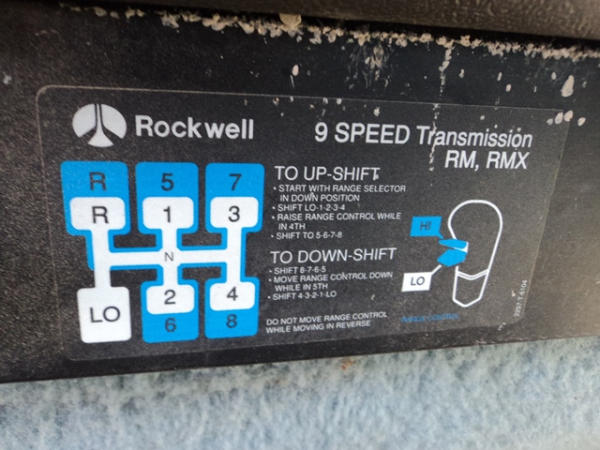 Rockwell
9 SPEED Transmission
RM, RMX
R 5 7
R 1 3
N
LO 2 4
6 8
TO UP-SHIFT
• START WITH RANGE SELECTOR
IN DOWN POSITION
• SHIFT LO-1-2-3-4
• RAISE RANGE CONTROL WHILE
IN 4TH
• SHIFT TO 5-6-7-8
TO DOWN-SHIFT
• SHIFT 8-7-6-5
• MOVE RANGE CONTROL DOWN
WHILE IN 5TH
• SHIFT 4-3-2-1-LO
DO NOT MOVE RANGE CONTROL
WHILE MOVING IN REVERSE
HI
LO